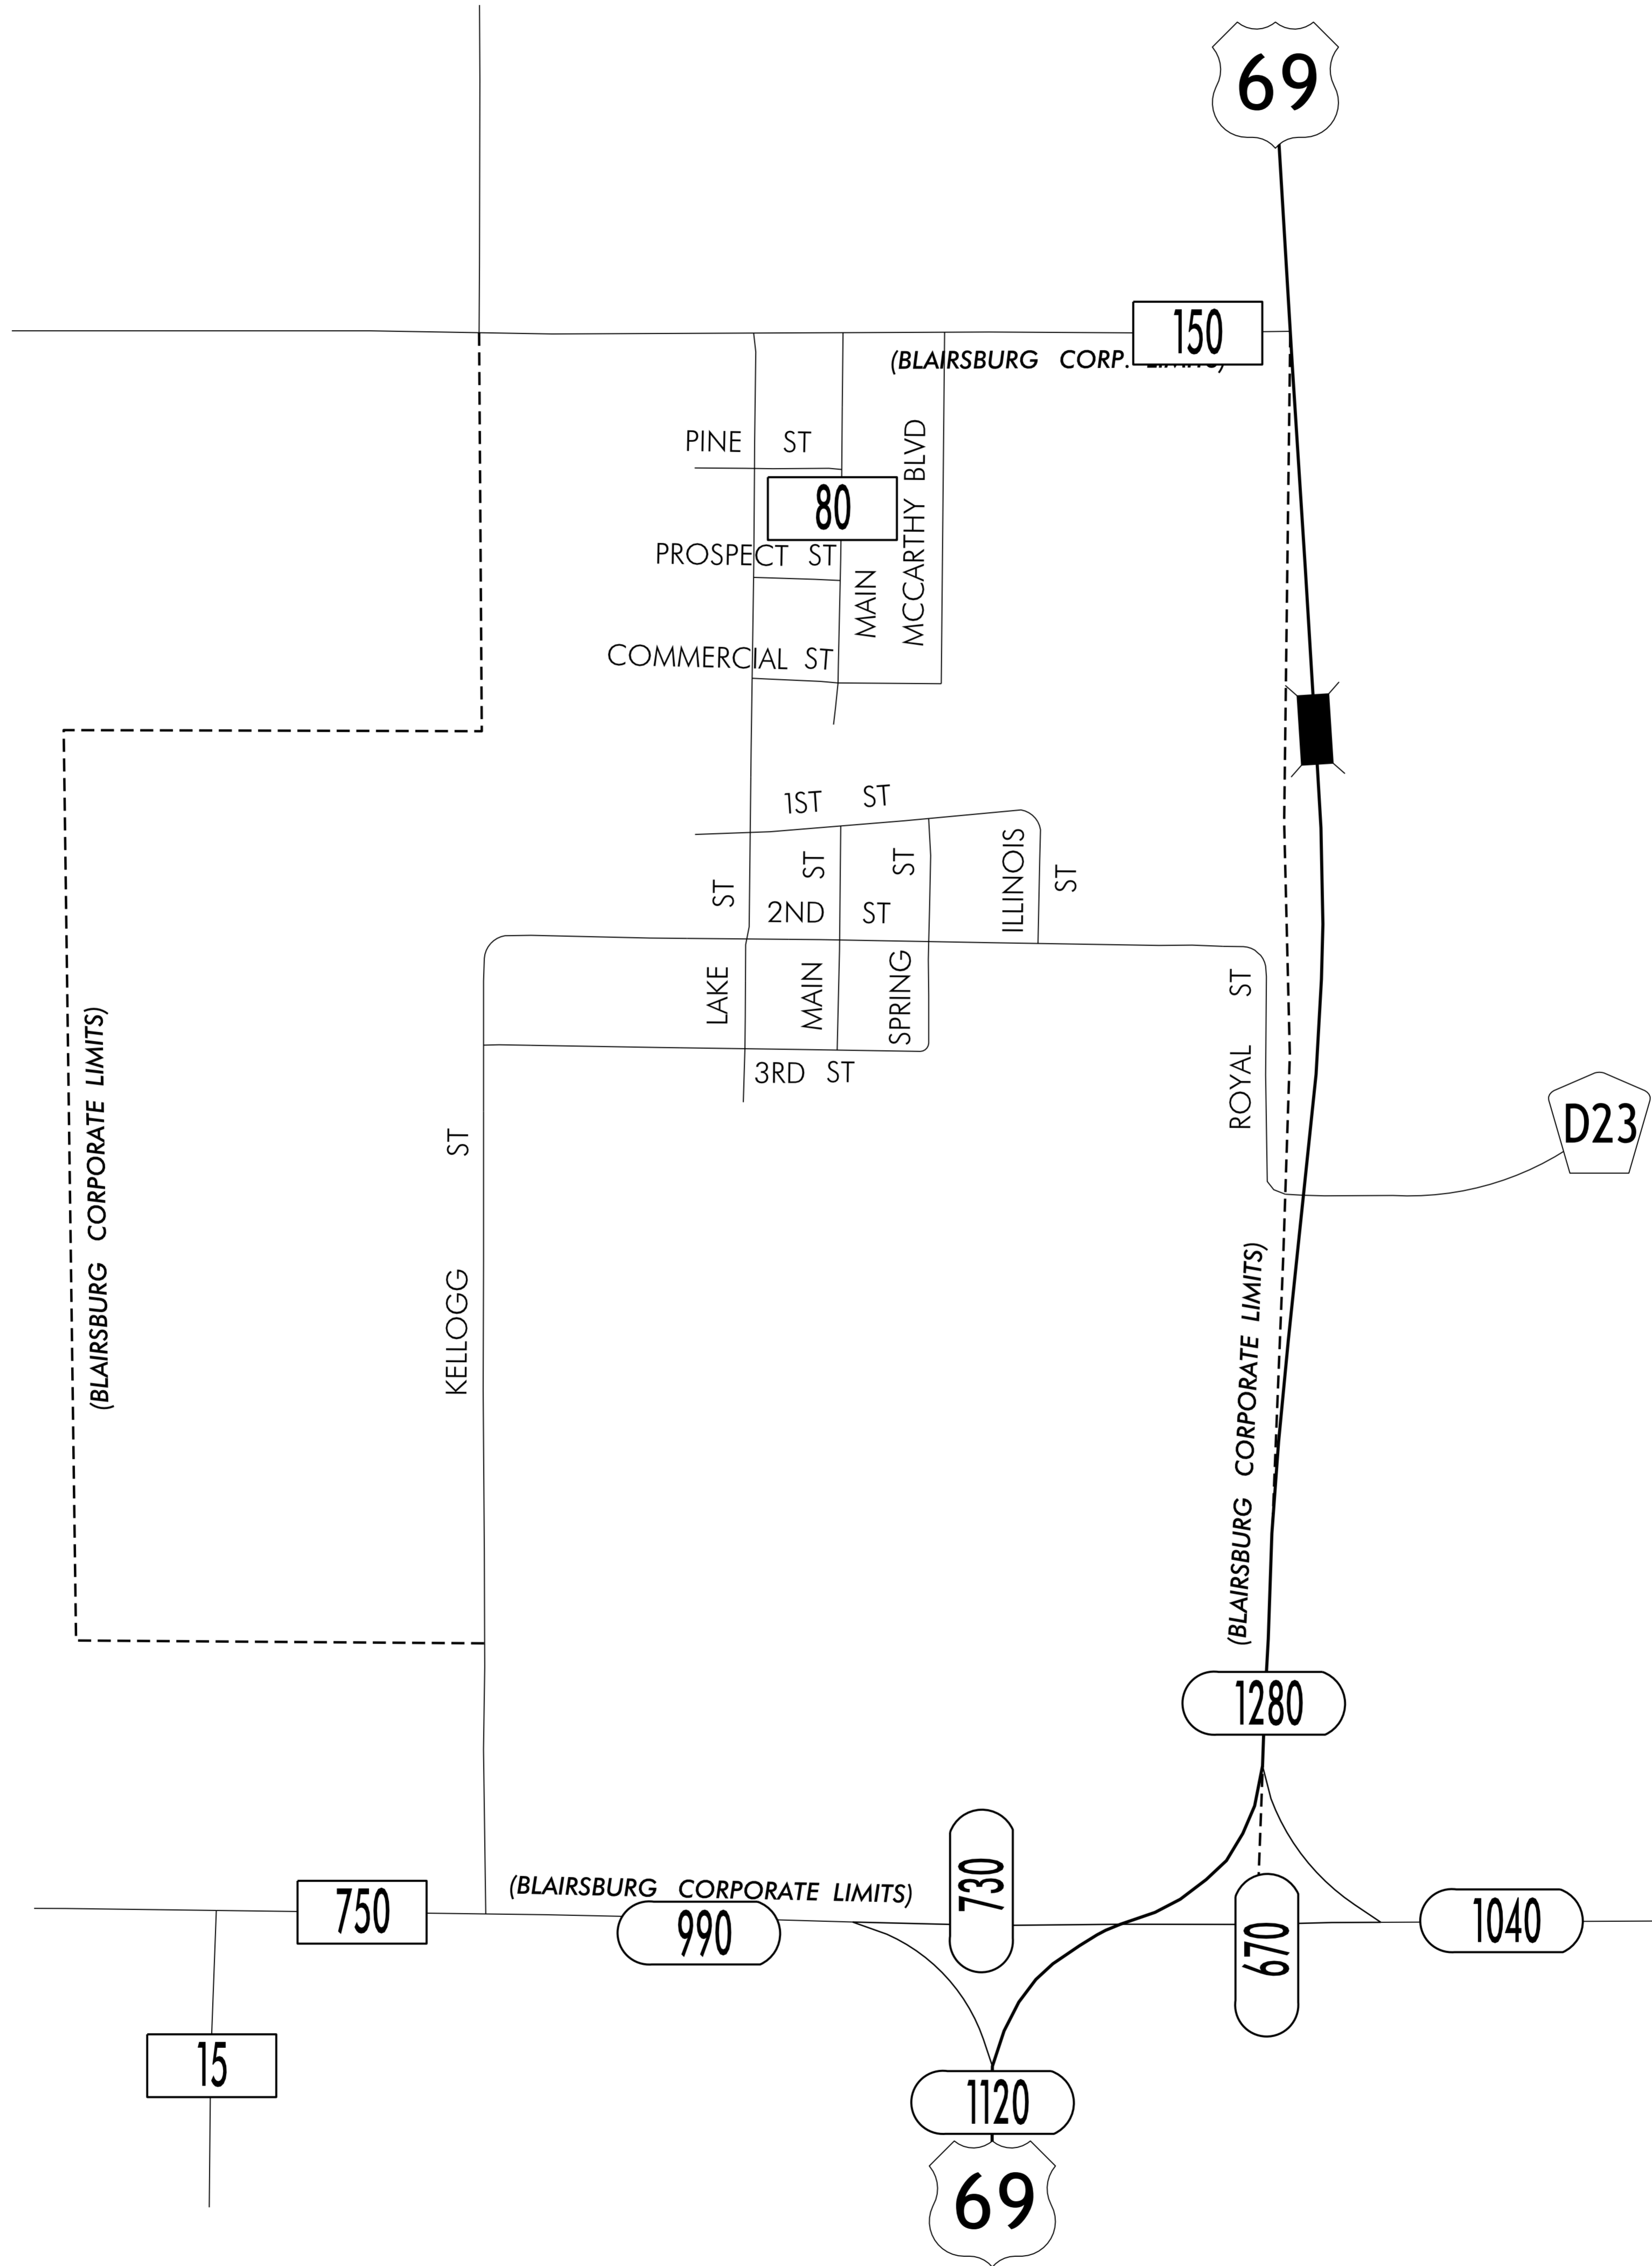 69
150
(BLAIRSBURG CORP. LIMITS)
PINE ST
80
MCCARTHY BLVD
PROSPECT ST
MAIN
COMMERCIAL ST
1ST ST
LAKE ST
MAIN ST
SPRING ST
ILLINOIS ST
2ND ST
3RD ST
ROYAL ST
D23
(BLAIRSBURG CORPORATE LIMITS)
KELLOGG ST
(BLAIRSBURG CORPORATE LIMITS)
1280
750
(BLAIRSBURG CORPORATE LIMITS)
990
730
670
1040
15
1120
69